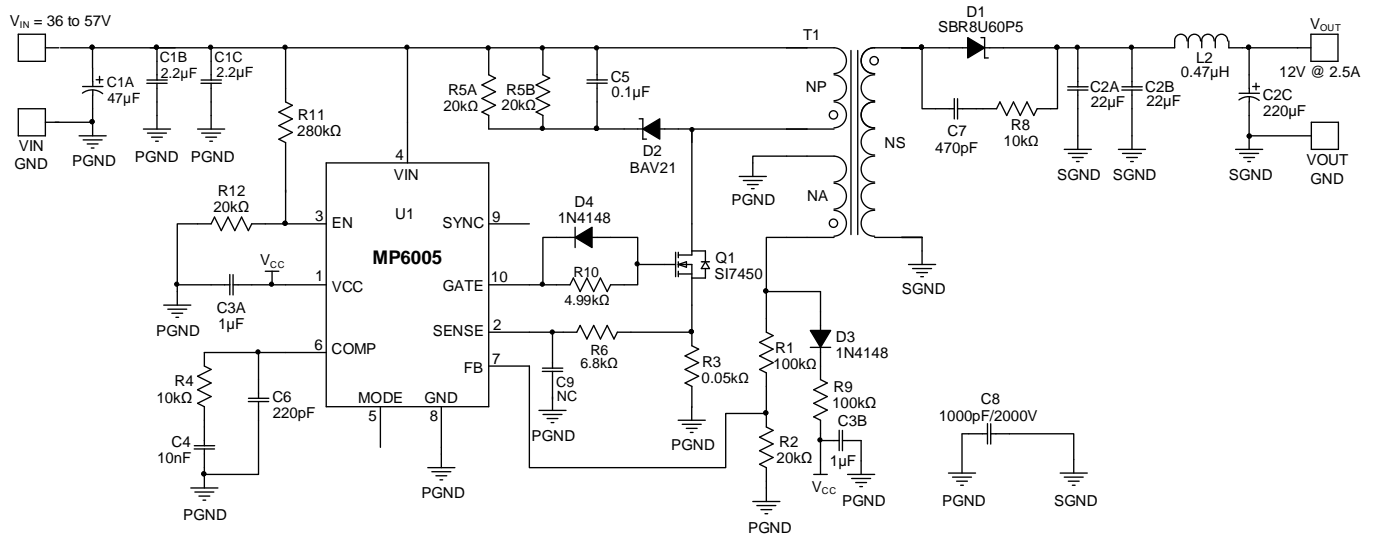 V_IN = 36 to 57V
C1A
47µF
VIN
GND
PGND
C1B
2.2µF
PGND
C1C
2.2µF
PGND
R11
280kΩ
R5A
20kΩ
R5B
20kΩ
C5
0.1µF
D2
BAV21
T1
NP
NA
NS
PGND
D1
SBR8U60P5
C7
470pF
R8
10kΩ
C2A
22µF
SGND
C2B
22µF
SGND
L2
0.47µH
V_OUT
12V @ 2.5A
C2C
220µF
SGND
VOUT
GND
SGND
R12
20kΩ
PGND
V_CC
C3A
1µF
4
VIN
U1
MP6005
3
EN
1
VCC
6
COMP
MODE
5
GND
8
PGND
SYNC
9
GATE
10
SENSE
2
FB
7
D4
1N4148
R10
4.99kΩ
Q1
SI7450
R6
6.8kΩ
C9
NC
PGND
R3
0.05kΩ
PGND
R4
10kΩ
C4
10nF
C6
220pF
PGND
R1
100kΩ
R2
20kΩ
PGND
D3
1N4148
R9
100kΩ
C3B
1µF
V_CC
PGND
C8
1000pF/2000V
PGND
SGND